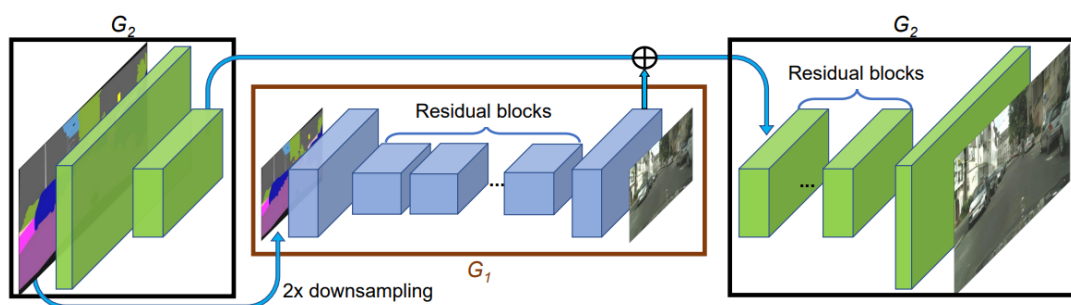 G2
G2
Residual blocks
Residual blocks
...
...
G1
2x downsampling